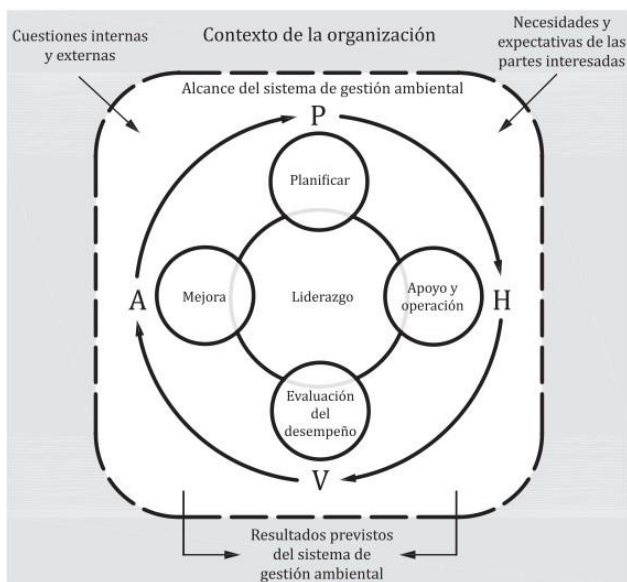 Cuestiones internas
y externas
Contexto de la organización
Necesidades y
expectativas de las
partes interesadas
Alcance del sistema de gestión ambiental
P
Planificar
A
Mejora
Liderazgo
Apoyo y
operación
H
Evaluación
del
desempeño
V
Resultados previstos
del sistema de
gestión ambiental